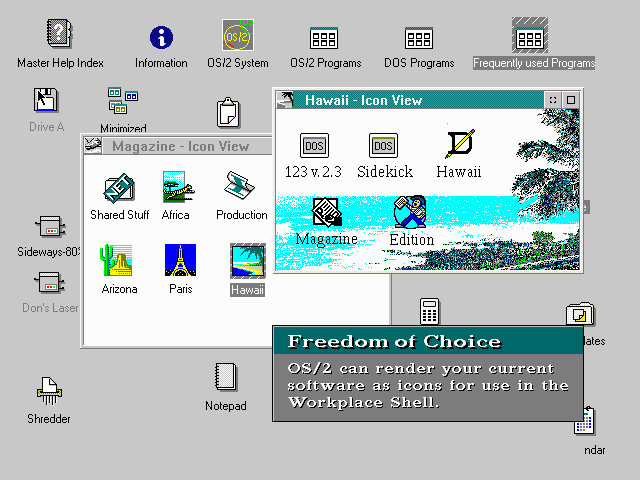 Master Help Index
Information
OS/2
OS/2 System
OS/2 Programs
DOS Programs
Frequently used Programs
Drive A
Minimized
Magazine - Icon View
Shared Stuff
Africa
Production
Arizona
Paris
Hawaii
Hawaii - Icon View
DOS
123 v.2.3
DOS
Sidekick
Hawaii
Magazine
Edition
Sideways-80
Don's Laser
Shredder
Notepad
Freedom of Choice
OS/2 can render your current
software as icons for use in the
Workplace Shell.
lates
ndar